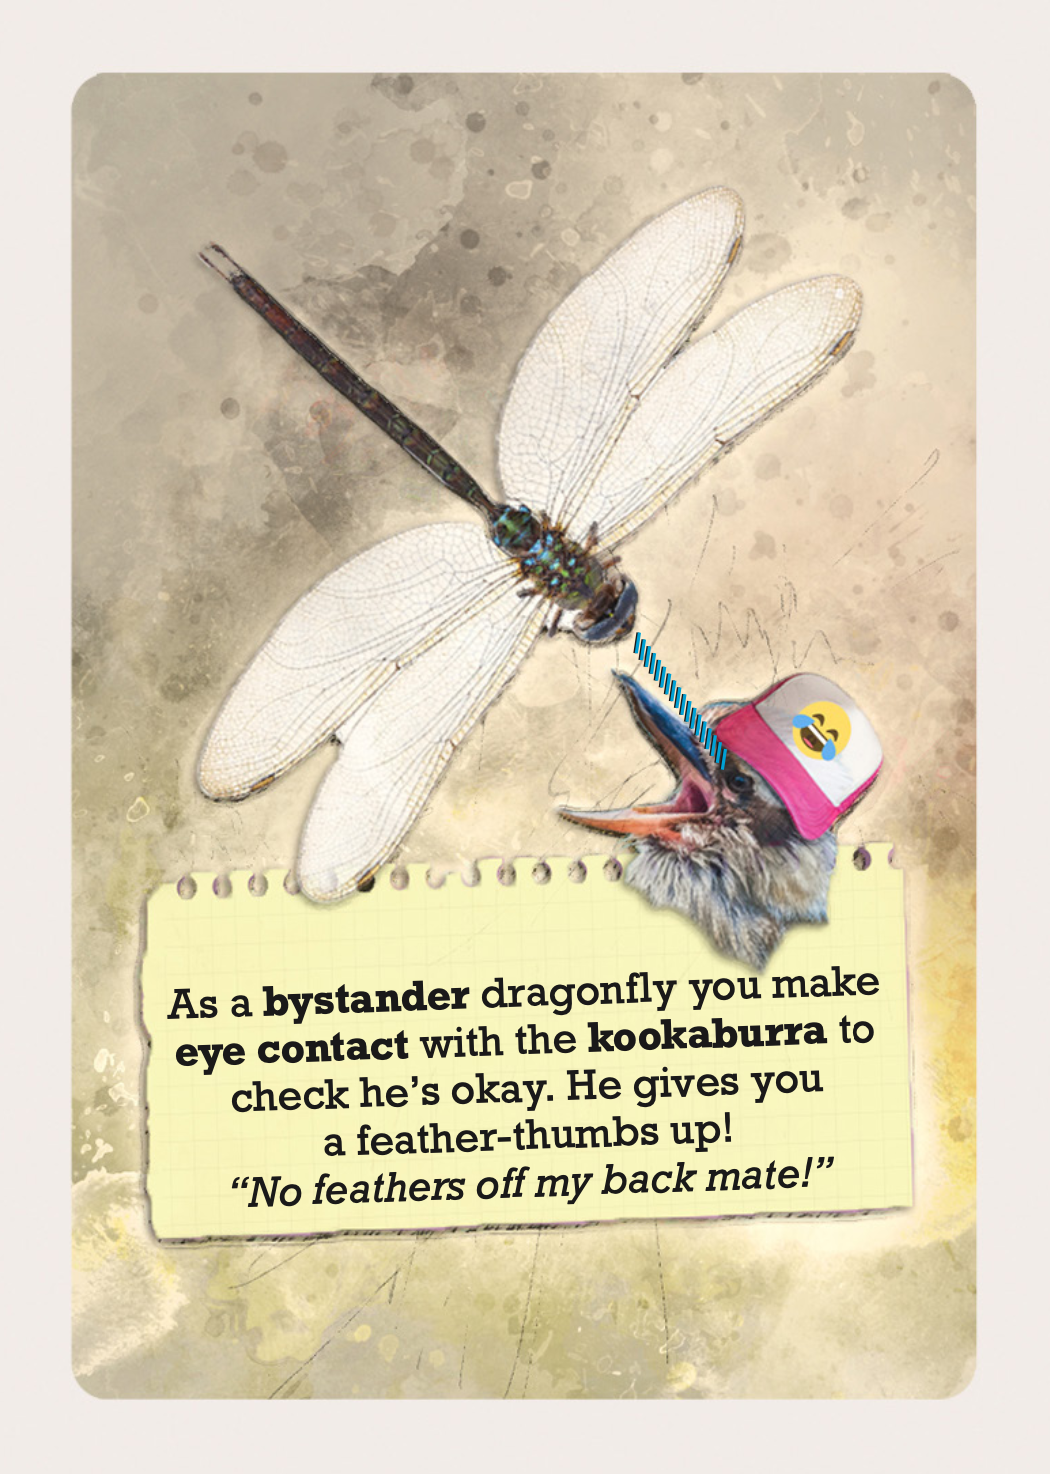 As a bystander dragonfly you make
eye contact with the kookaburra to
check he’s okay. He gives you
a feather-thumbs up!
“No feathers off my back mate!”